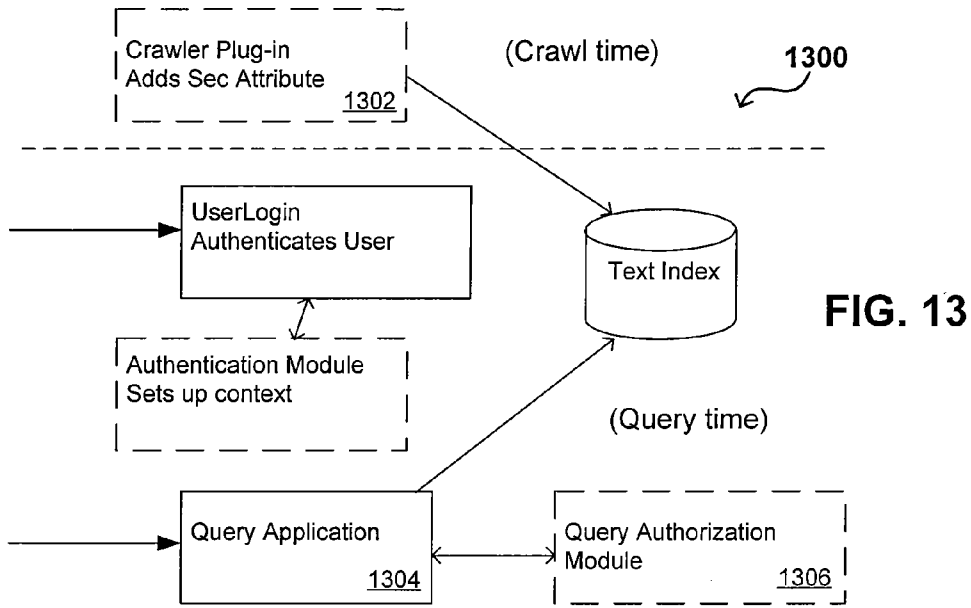 Crawler Plug-in
Adds Sec Attribute
1302
(Crawl time)
1300
UserLogin
Authenticates User
Text Index
FIG. 13
Authentication Module
Sets up context
(Query time)
Query Application
1304
Query Authorization
Module
1306